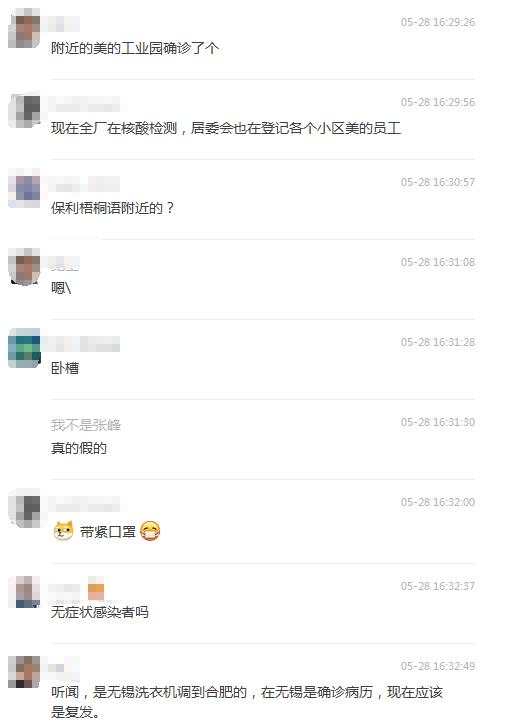 05-28 16:29:26
附近的美的工业园确诊了个
05-28 16:29:56
现在全厂在核酸检测，居委会也在登记各个小区美的员工
05-28 16:30:57
保利梧桐语附近的？
05-28 16:31:08
嗯\
05-28 16:31:28
卧槽
我不是张峰 05-28 16:31:30
真的假的
05-28 16:32:00
带紧口罩
05-28 16:32:37
无症状感染者吗
05-28 16:32:49
听闻，是无锡洗衣机调到合肥的，在无锡是确诊病历，现在应该
是复发。